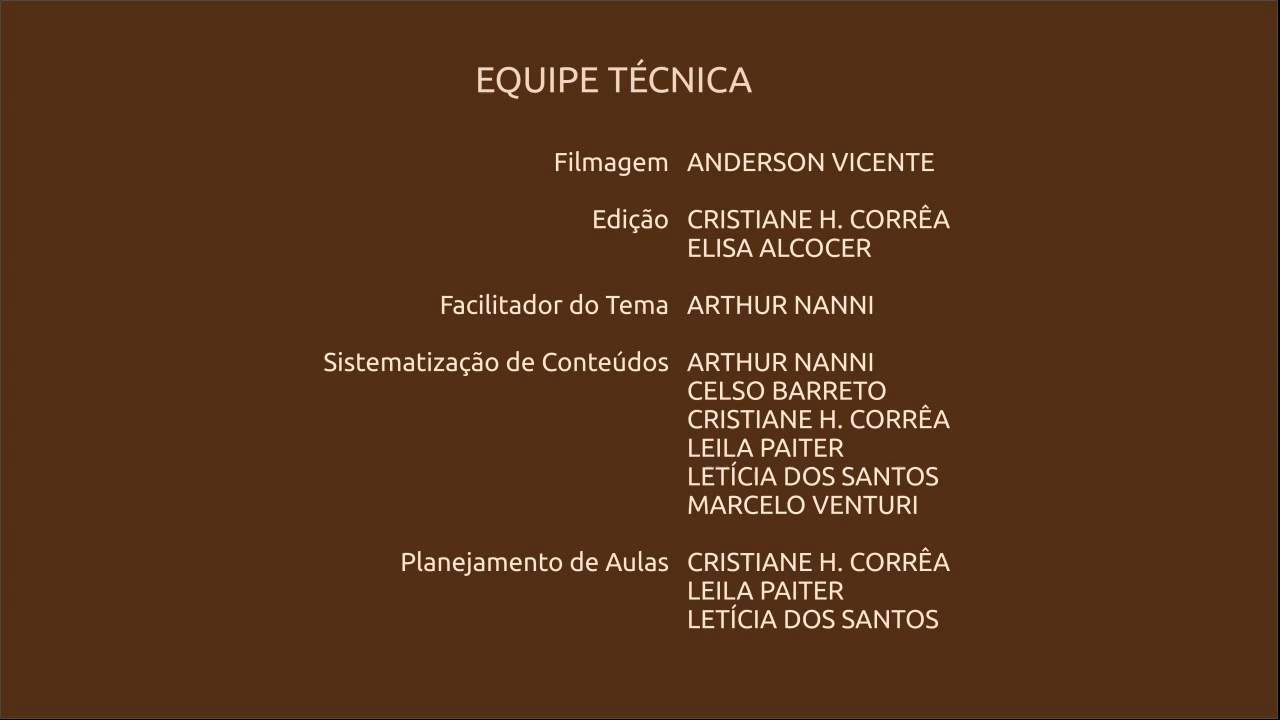 EQUIPE TÉCNICA
Filmagem ANDERSON VICENTE
Edição CRISTIANE H. CORRÊA
ELISA ALCOCER
Facilitador do Tema ARTHUR NANNI
Sistematização de Conteúdos ARTHUR NANNI
CELSO BARRETO
CRISTIANE H. CORRÊA
LEILA PAITER
LETÍCIA DOS SANTOS
MARCELO VENTURI
Planejamento de Aulas CRISTIANE H. CORRÊA
LEILA PAITER
LETÍCIA DOS SANTOS